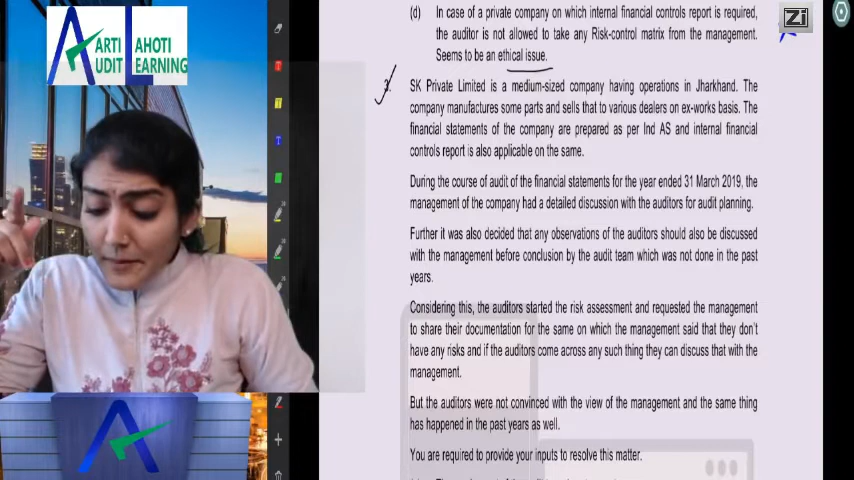 ARTI LAHOTI
AUDIT LEARNING
Zi
(d) In case of a private company on which internal financial controls report is required,
the auditor is not allowed to take any Risk-control matrix from the management.
Seems to be an ethical issue.
3. SK Private Limited is a medium-sized company having operations in Jharkhand. The
company manufactures some parts and sells that to various dealers on ex-works basis. The
financial statements of the company are prepared as per Ind AS and internal financial
controls report is also applicable on the same.
During the course of audit of the financial statements for the year ended 31 March 2019, the
management of the company had a detailed discussion with the auditors for audit planning.
Further it was also decided that any observations of the auditors should also be discussed
with the management before conclusion by the audit team which was not done in the past
years.
Considering this, the auditors started the risk assessment and requested the management
to share their documentation for the same on which the management said that they don't
have any risks and if the auditors come across any such thing they can discuss that with the
management.
But the auditors were not convinced with the view of the management and the same thing
has happened in the past years as well.
You are required to provide your inputs to resolve this matter.